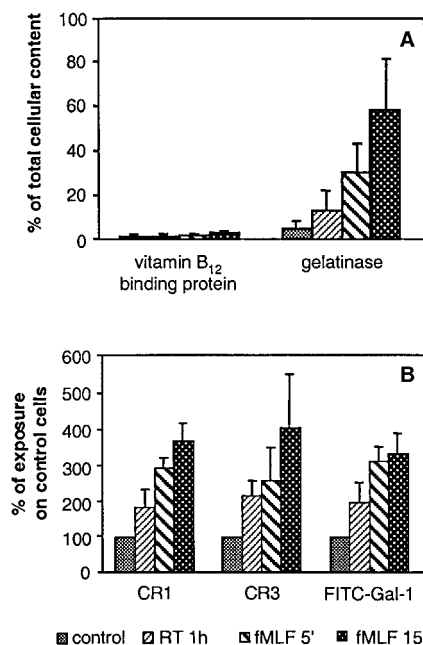 A
% of total cellular content
100
80
60
40
20
0
vitamin B12
binding protein
gelatinase
B
% of exposure
on control cells
600
500
400
300
200
100
0
CR1
CR3
FITC-Gal-1
control
RT 1h
fMLF 5'
fMLF 15